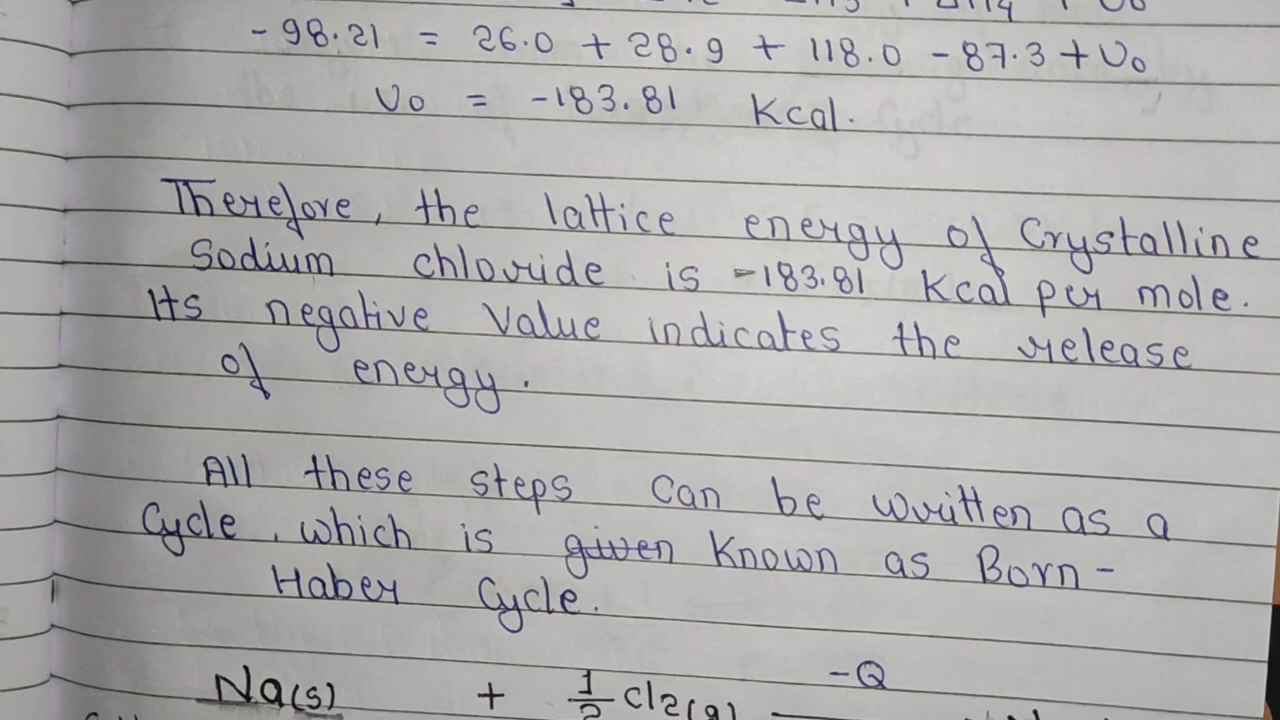 -98.21 = 26.0 + 28.9 + 118.0 - 87.3 + U₀
U₀ = -183.81 Kcal.
Therefore, the lattice energy of Crystalline
Sodium chloride is -183.81 Kcal per mole.
Its negative Value indicates the release
of energy.
All these steps Can be written as a
Cycle, which is given Known as Born-
Haber Cycle.
-Q
Na(s) + 1/2 Cl2(g)